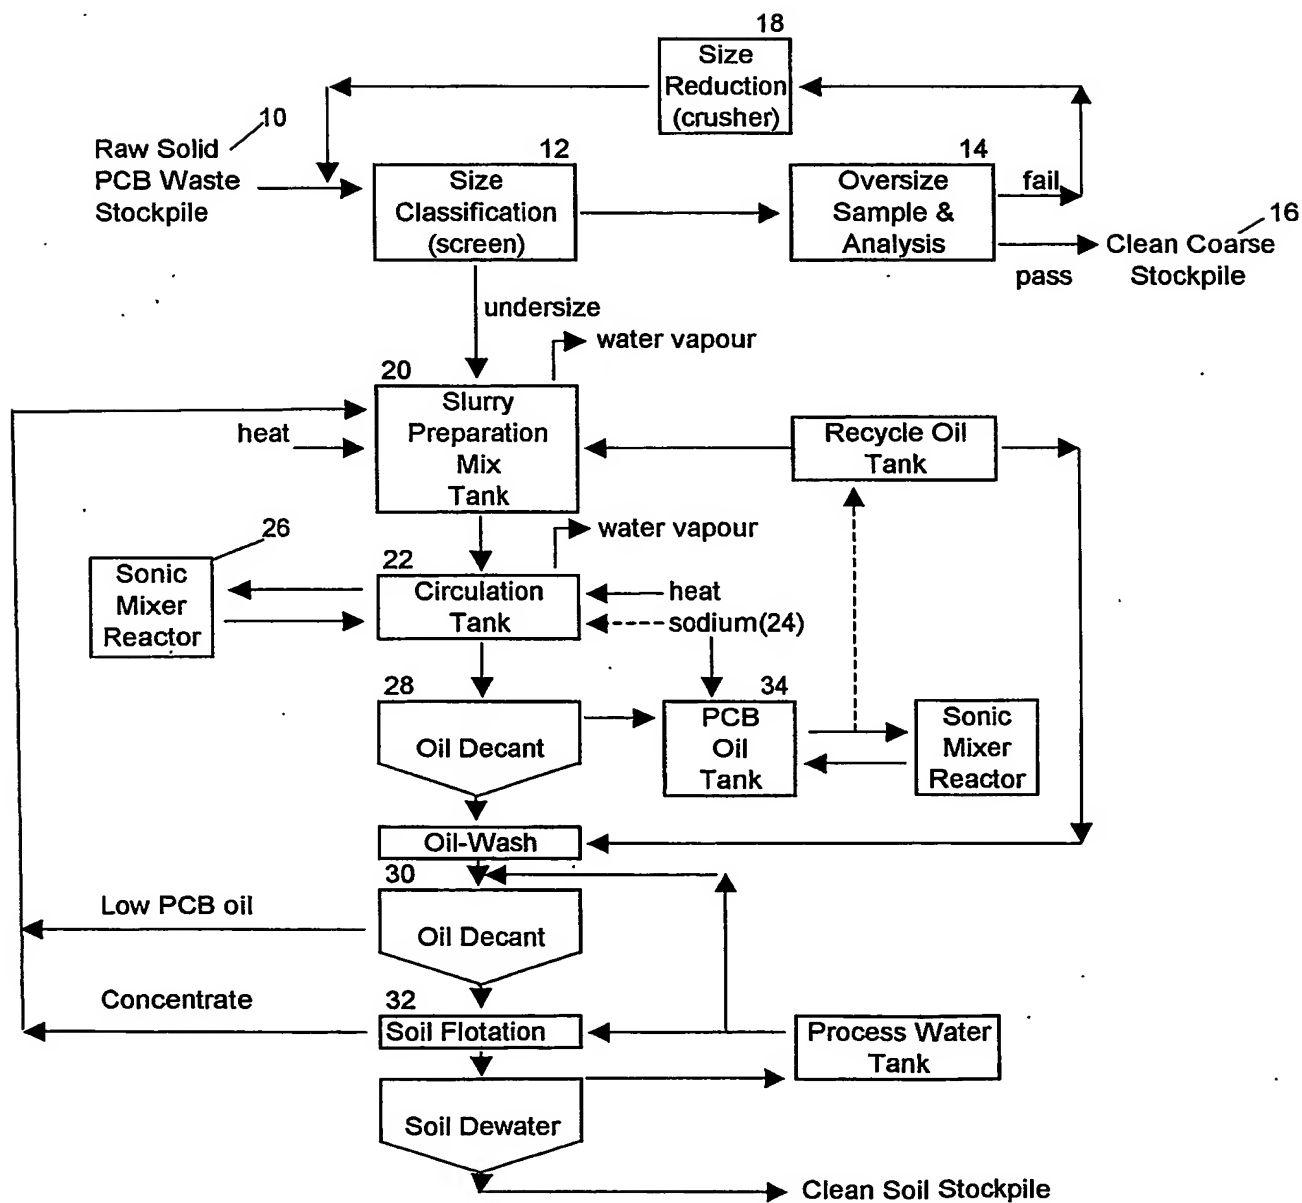 18
Size
Reduction
(crusher)
10
Raw Solid
PCB Waste
Stockpile
12
Size
Classification
(screen)
14
Oversize
Sample &
Analysis
fail
pass
16
Clean Coarse
Stockpile
undersize
water vapour
20
Slurry
Preparation
Mix
Tank
heat
Recycle Oil
Tank
water vapour
26
Sonic
Mixer
Reactor
22
Circulation
Tank
heat
sodium(24)
28
Oil Decant
34
PCB
Oil
Tank
Sonic
Mixer
Reactor
Oil-Wash
30
Oil Decant
Low PCB oil
Concentrate
32
Soil Flotation
Process Water
Tank
Soil Dewater
Clean Soil Stockpile